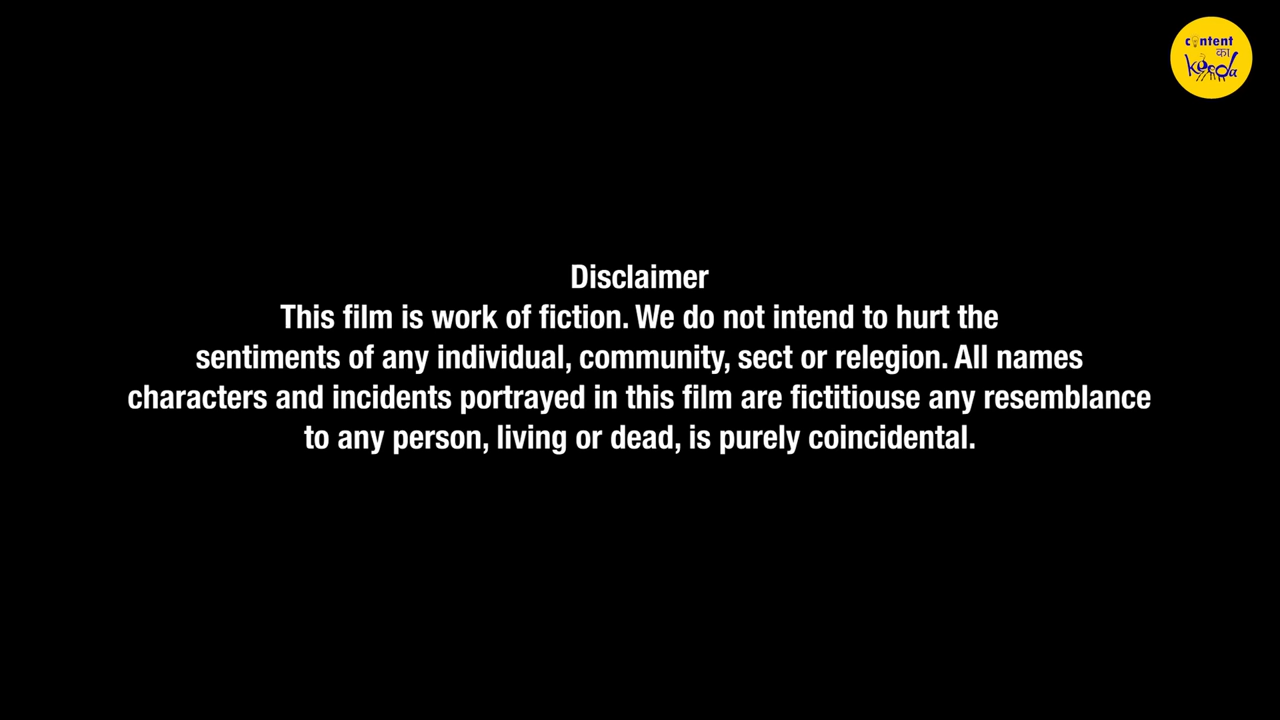 content
का
keeda
Disclaimer
This film is work of fiction. We do not intend to hurt the
sentiments of any individual, community, sect or relegion. All names
characters and incidents portrayed in this film are fictitiouse any resemblance
to any person, living or dead, is purely coincidental.